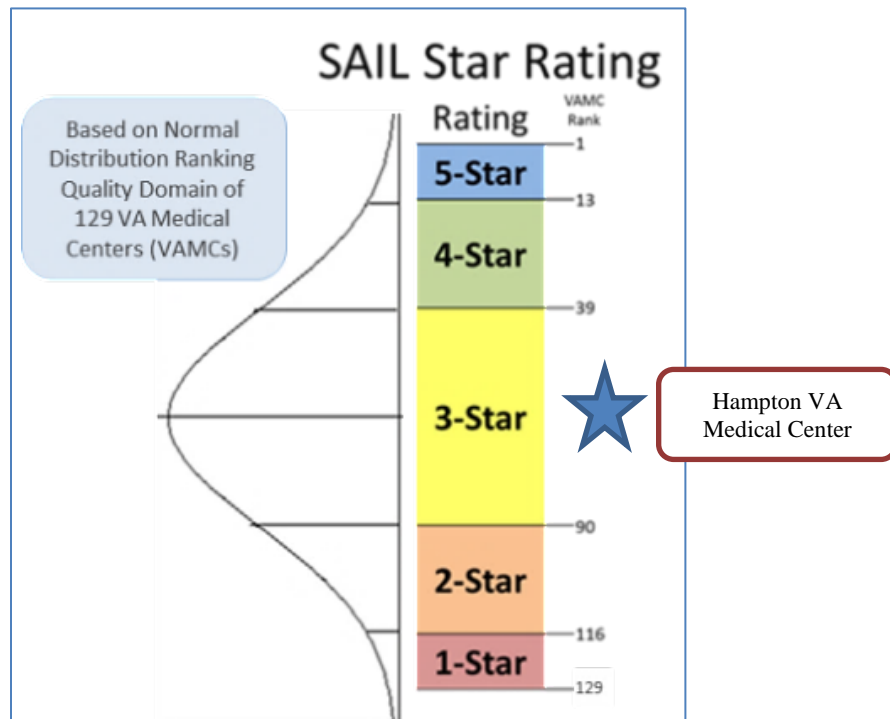 SAIL Star Rating
Based on Normal
Distribution Ranking
Quality Domain of
129 VA Medical
Centers (VAMCs)
Rating
VAMC
Rank
1
5-Star
13
4-Star
39
3-Star
Hampton VA
Medical Center
90
2-Star
116
1-Star
129